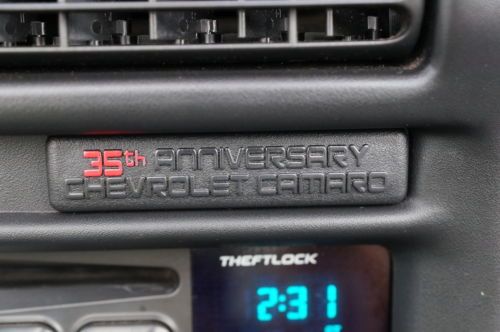 35th ANNIVERSARY
CHEVROLET CAMARO
THEFTLOCK
2:31